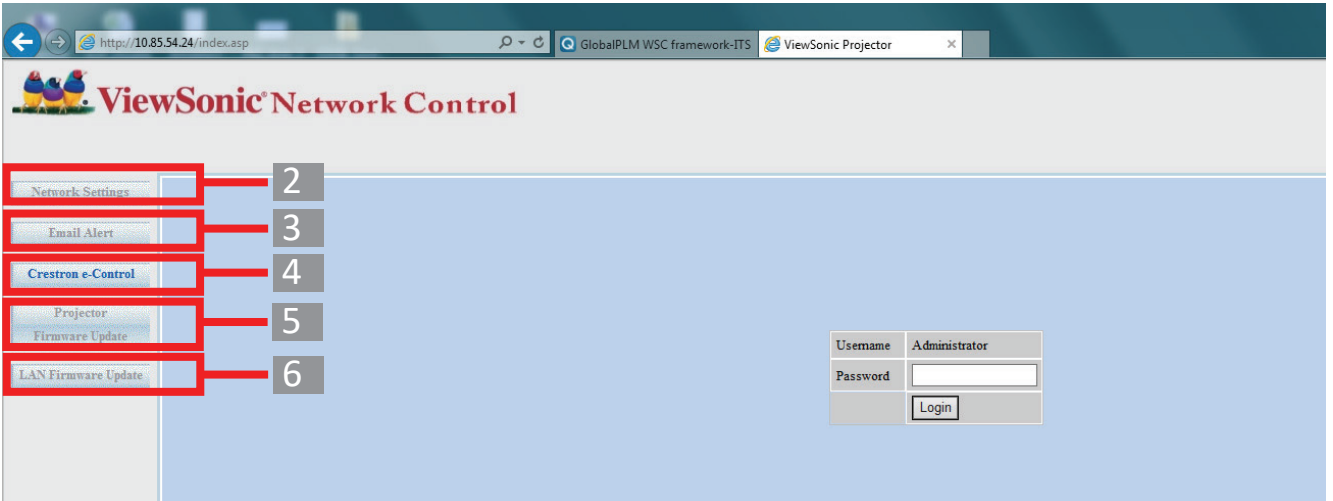 http://10.85.54.24/index.asp
GlobalPLM WSC framework-ITS
ViewSonic Projector
ViewSonic® Network Control
Network Settings
2
Email Alert
3
Crestron e-Control
4
Projector
Firmware Update
5
LAN Firmware Update
6
Username Administrator
Password
Login